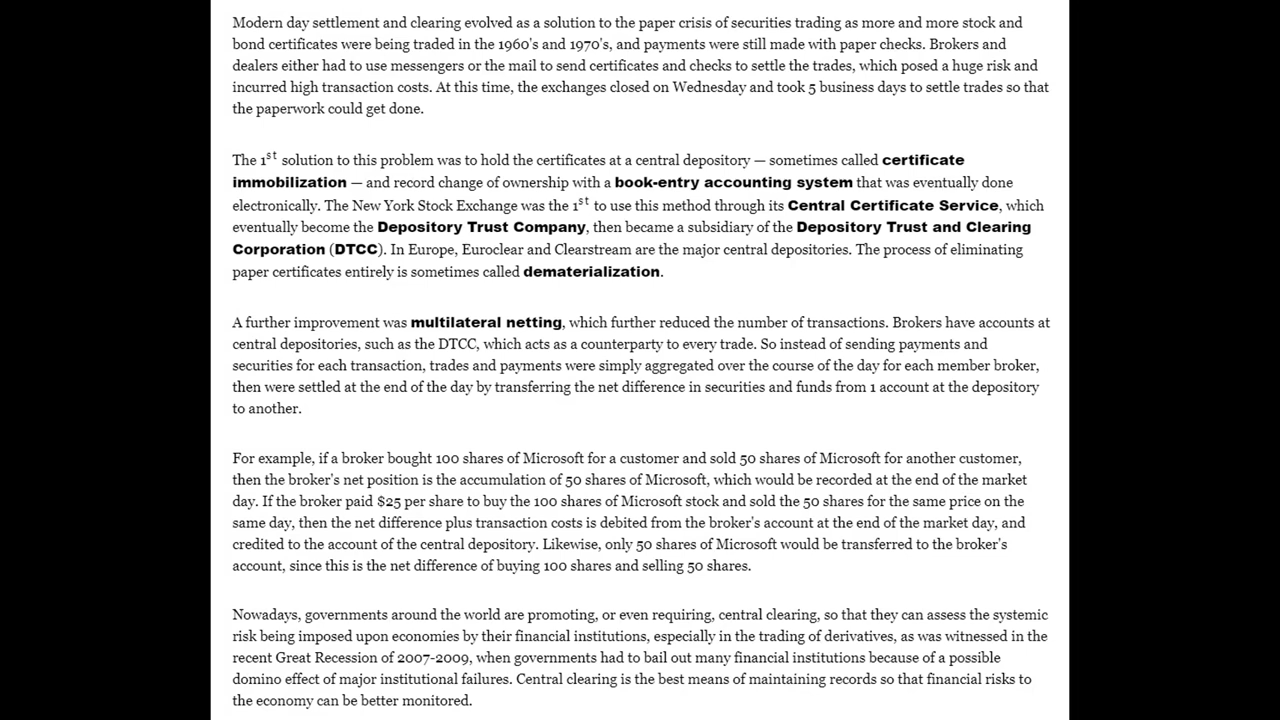 Modern day settlement and clearing evolved as a solution to the paper crisis of securities trading as more and more stock and
bond certificates were being traded in the 1960's and 1970's, and payments were still made with paper checks. Brokers and
dealers either had to use messengers or the mail to send certificates and checks to settle the trades, which posed a huge risk and
incurred high transaction costs. At this time, the exchanges closed on Wednesday and took 5 business days to settle trades so that
the paperwork could get done.
The 1st solution to this problem was to hold the certificates at a central depository — sometimes called certificate
immobilization — and record change of ownership with a book-entry accounting system that was eventually done
electronically. The New York Stock Exchange was the 1st to use this method through its Central Certificate Service, which
eventually become the Depository Trust Company, then became a subsidiary of the Depository Trust and Clearing
Corporation (DTCC). In Europe, Euroclear and Clearstream are the major central depositories. The process of eliminating
paper certificates entirely is sometimes called dematerialization.
A further improvement was multilateral netting, which further reduced the number of transactions. Brokers have accounts at
central depositories, such as the DTCC, which acts as a counterparty to every trade. So instead of sending payments and
securities for each transaction, trades and payments were simply aggregated over the course of the day for each member broker,
then were settled at the end of the day by transferring the net difference in securities and funds from 1 account at the depository
to another.
For example, if a broker bought 100 shares of Microsoft for a customer and sold 50 shares of Microsoft for another customer,
then the broker's net position is the accumulation of 50 shares of Microsoft, which would be recorded at the end of the market
day. If the broker paid $25 per share to buy the 100 shares of Microsoft stock and sold the 50 shares for the same price on the
same day, then the net difference plus transaction costs is debited from the broker's account at the end of the market day, and
credited to the account of the central depository. Likewise, only 50 shares of Microsoft would be transferred to the broker's
account, since this is the net difference of buying 100 shares and selling 50 shares.
Nowadays, governments around the world are promoting, or even requiring, central clearing, so that they can assess the systemic
risk being imposed upon economies by their financial institutions, especially in the trading of derivatives, as was witnessed in the
recent Great Recession of 2007-2009, when governments had to bail out many financial institutions because of a possible
domino effect of major institutional failures. Central clearing is the best means of maintaining records so that financial risks to
the economy can be better monitored.